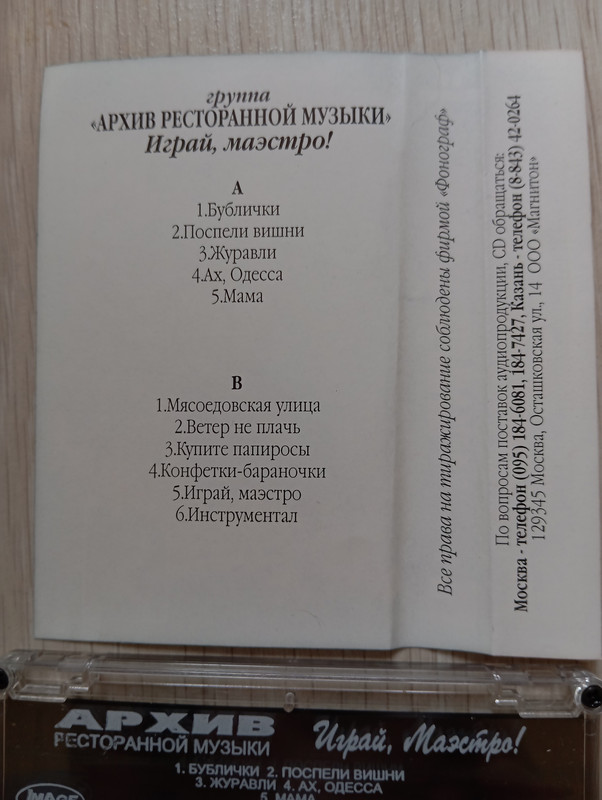 группа
«АРХИВ РЕСТОРАННОЙ МУЗЫКИ»
Играй, маэстро!
А
1.Бублички
2.Поспели вишни
3.Журавли
4.Ах, Одесса
5.Мама
В
1.Мясоедовская улица
2.Ветер не плачь
3.Купите папиросы
4.Конфетки-бараночки
5.Играй, маэстро
6.Инструментал
Все права на тиражирование соблюдены фирмой «Фонограф»
По вопросам поставок аудиопродукции, CD обращаться:
Москва - телефон (095) 184-6081, 184-7427, Казань - телефон (8-843) 42-0264
129345 Москва, Осташковская ул., 14 ООО «Магнитон»
АРХИВ
РЕСТОРАННОЙ МУЗЫКИ
Играй, Маэстро!
1. БУБЛИЧКИ 2. ПОСПЕЛИ ВИШНИ
3. ЖУРАВЛИ 4. АХ, ОДЕССА
5. МАМА
IMAGE